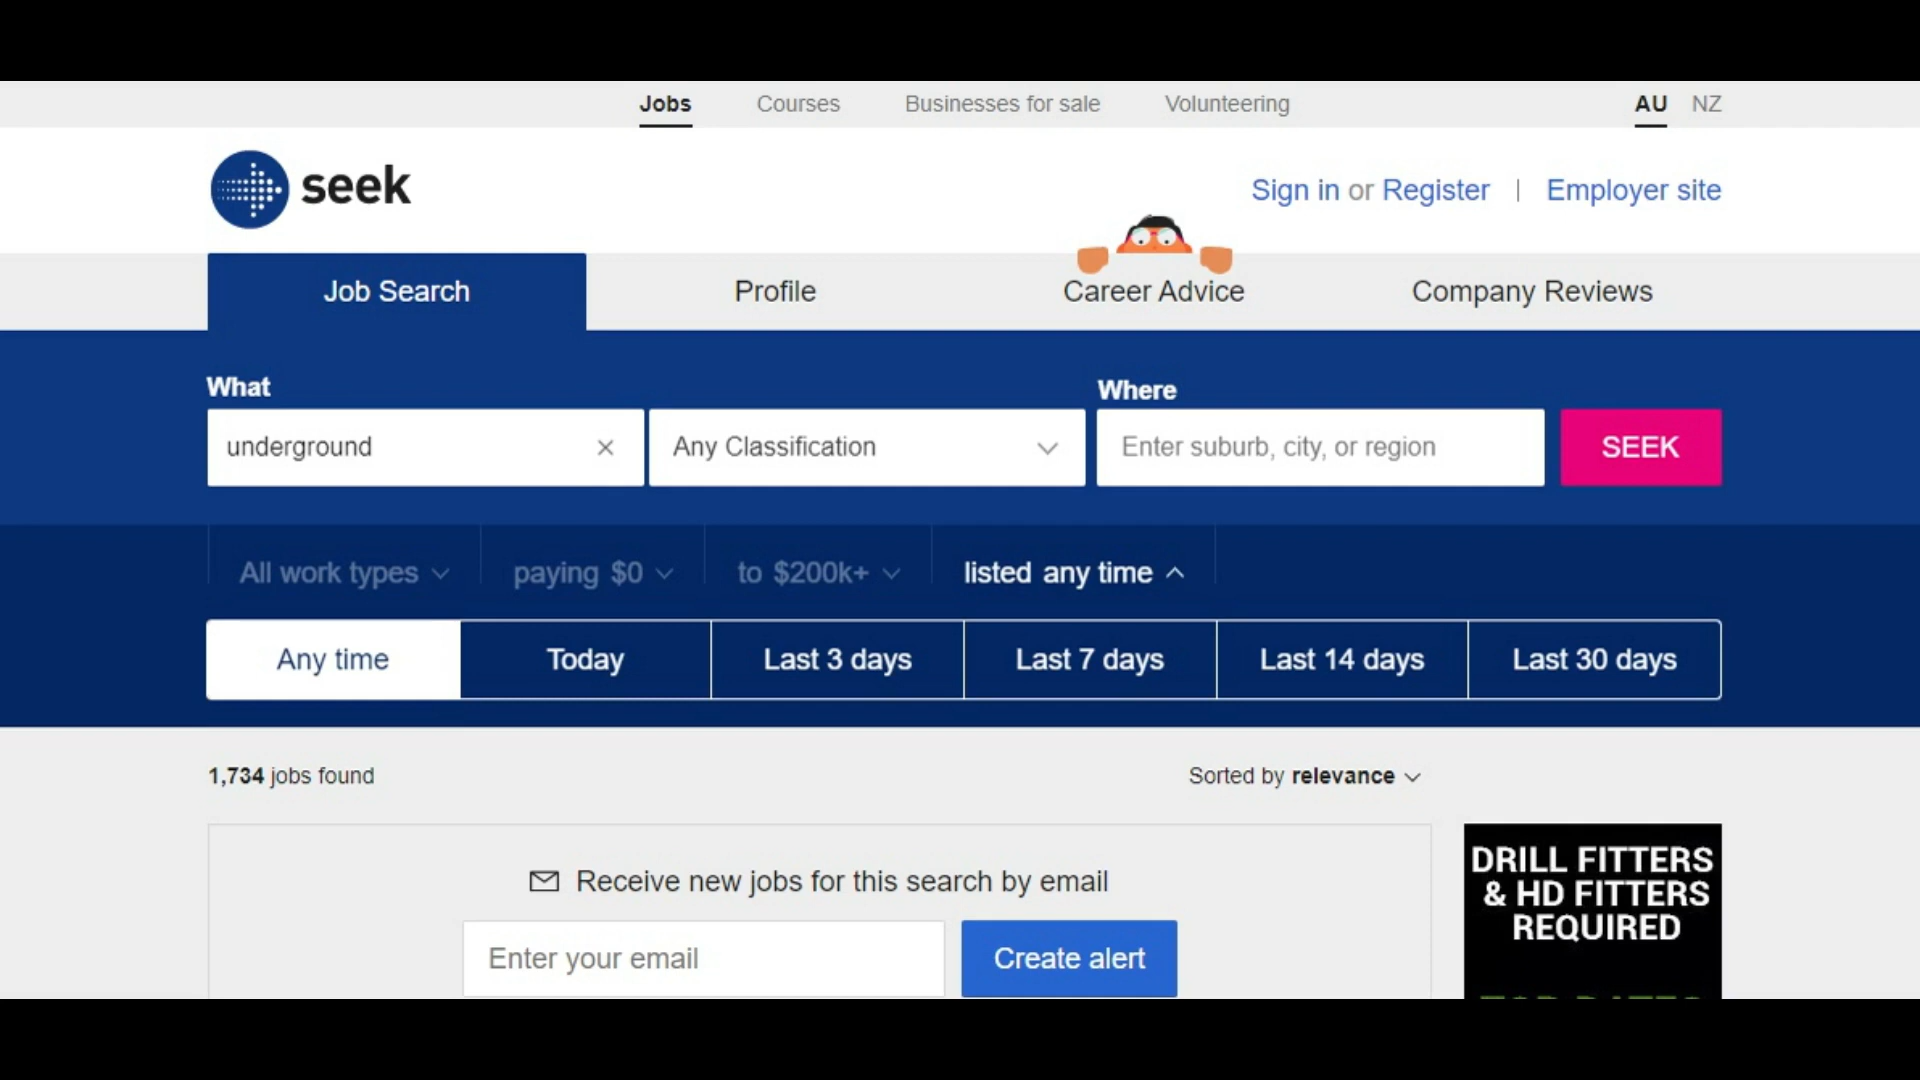 Jobs Courses Businesses for sale Volunteering AU NZ
seek
Sign in or Register | Employer site
Job Search Profile Career Advice Company Reviews
What Where
underground Any Classification Enter suburb, city, or region SEEK
All work types paying $0 to $200k+ listed any time
Any time Today Last 3 days Last 7 days Last 14 days Last 30 days
1,734 jobs found Sorted by relevance
Receive new jobs for this search by email
Enter your email Create alert
DRILL FITTERS
& HD FITTERS
REQUIRED